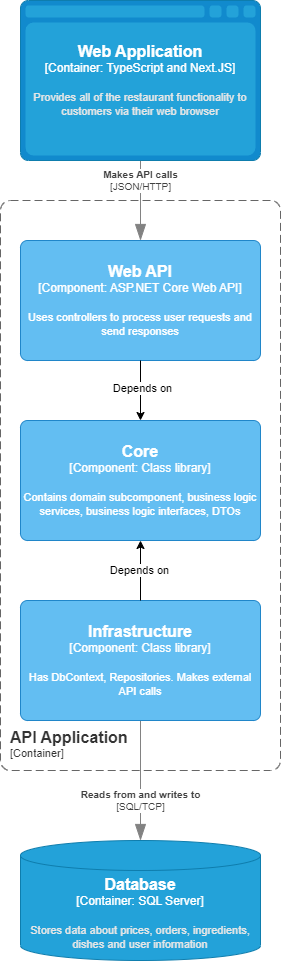 Web Application
[Container: TypeScript and Next.JS]
Provides all of the restaurant functionality to
customers via their web browser
Makes API calls
[JSON/HTTP]
Web API
[Component: ASP.NET Core Web API]
Uses controllers to process user requests and
send responses
Depends on
Core
[Component: Class library]
Contains domain subcomponent, business logic
services, business logic interfaces, DTOs
Depends on
Infrastructure
[Component: Class library]
Has DbContext, Repositories. Makes external
API calls
API Application
[Container]
Reads from and writes to
[SQL/TCP]
Database
[Container: SQL Server]
Stores data about prices, orders, ingredients,
dishes and user information